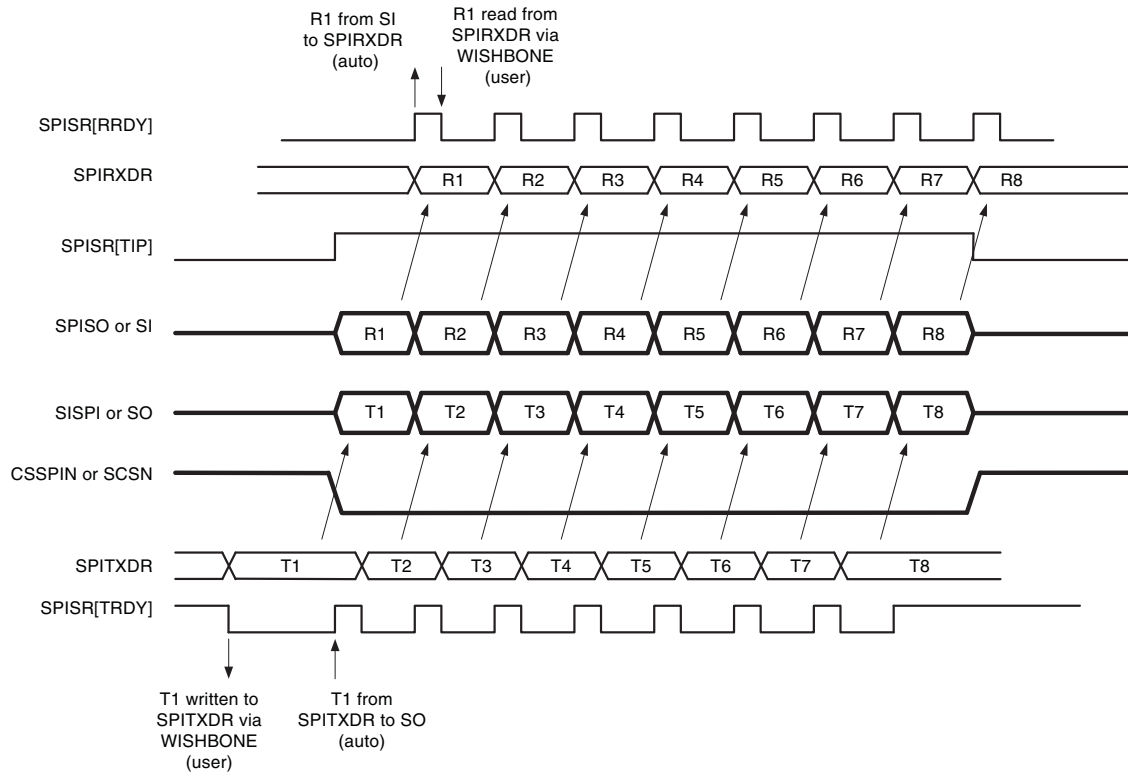 R1 from SI
to SPIRXDR
(auto)
R1 read from
SPIRXDR via
WISHBONE
(user)
SPISR[RRDY]
SPIRXDR
R1 R2 R3 R4 R5 R6 R7 R8
SPISR[TIP]
SPISO or SI
R1 R2 R3 R4 R5 R6 R7 R8
SISPI or SO
T1 T2 T3 T4 T5 T6 T7 T8
CSSPIN or SCSN
SPITXDR
T1 T2 T3 T4 T5 T6 T7 T8
SPISR[TRDY]
T1 written to
SPITXDR via
WISHBONE
(user)
T1 from
SPITXDR to SO
(auto)